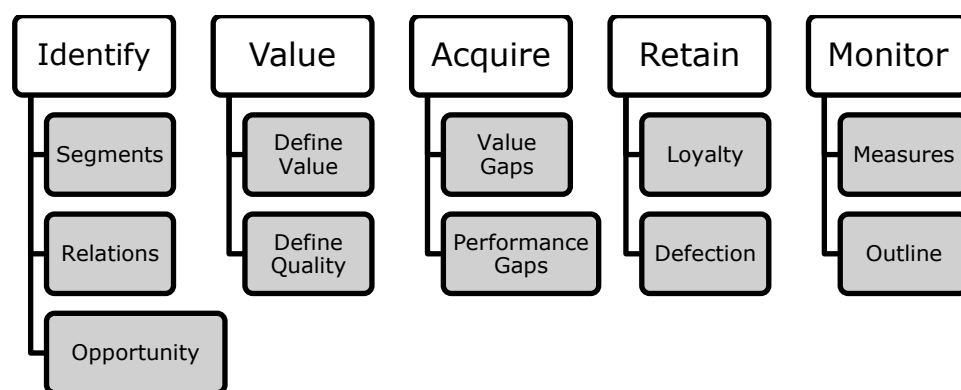 Identify
Segments
Relations
Opportunity
Value
Define
Value
Define
Quality
Acquire
Value
Gaps
Performance
Gaps
Retain
Loyalty
Defection
Monitor
Measures
Outline